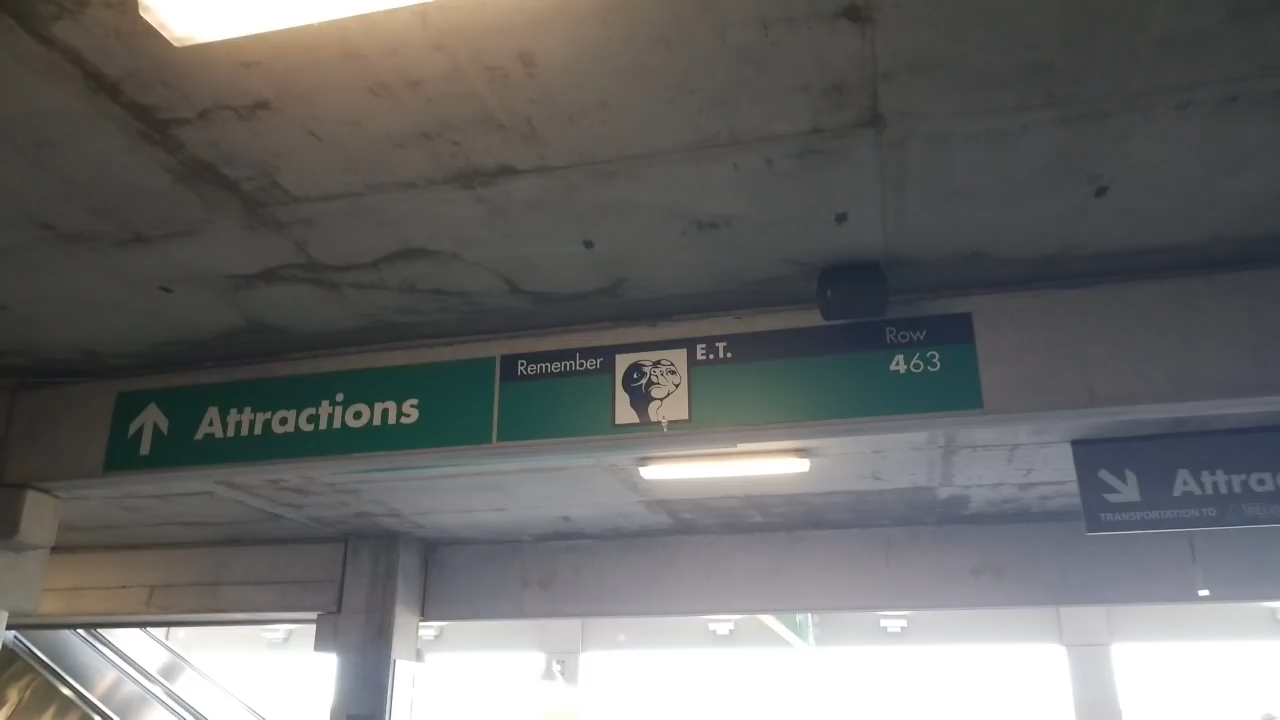 Attractions
Remember E.T.
Row
463
Attrac
TRANSPORTATION TO